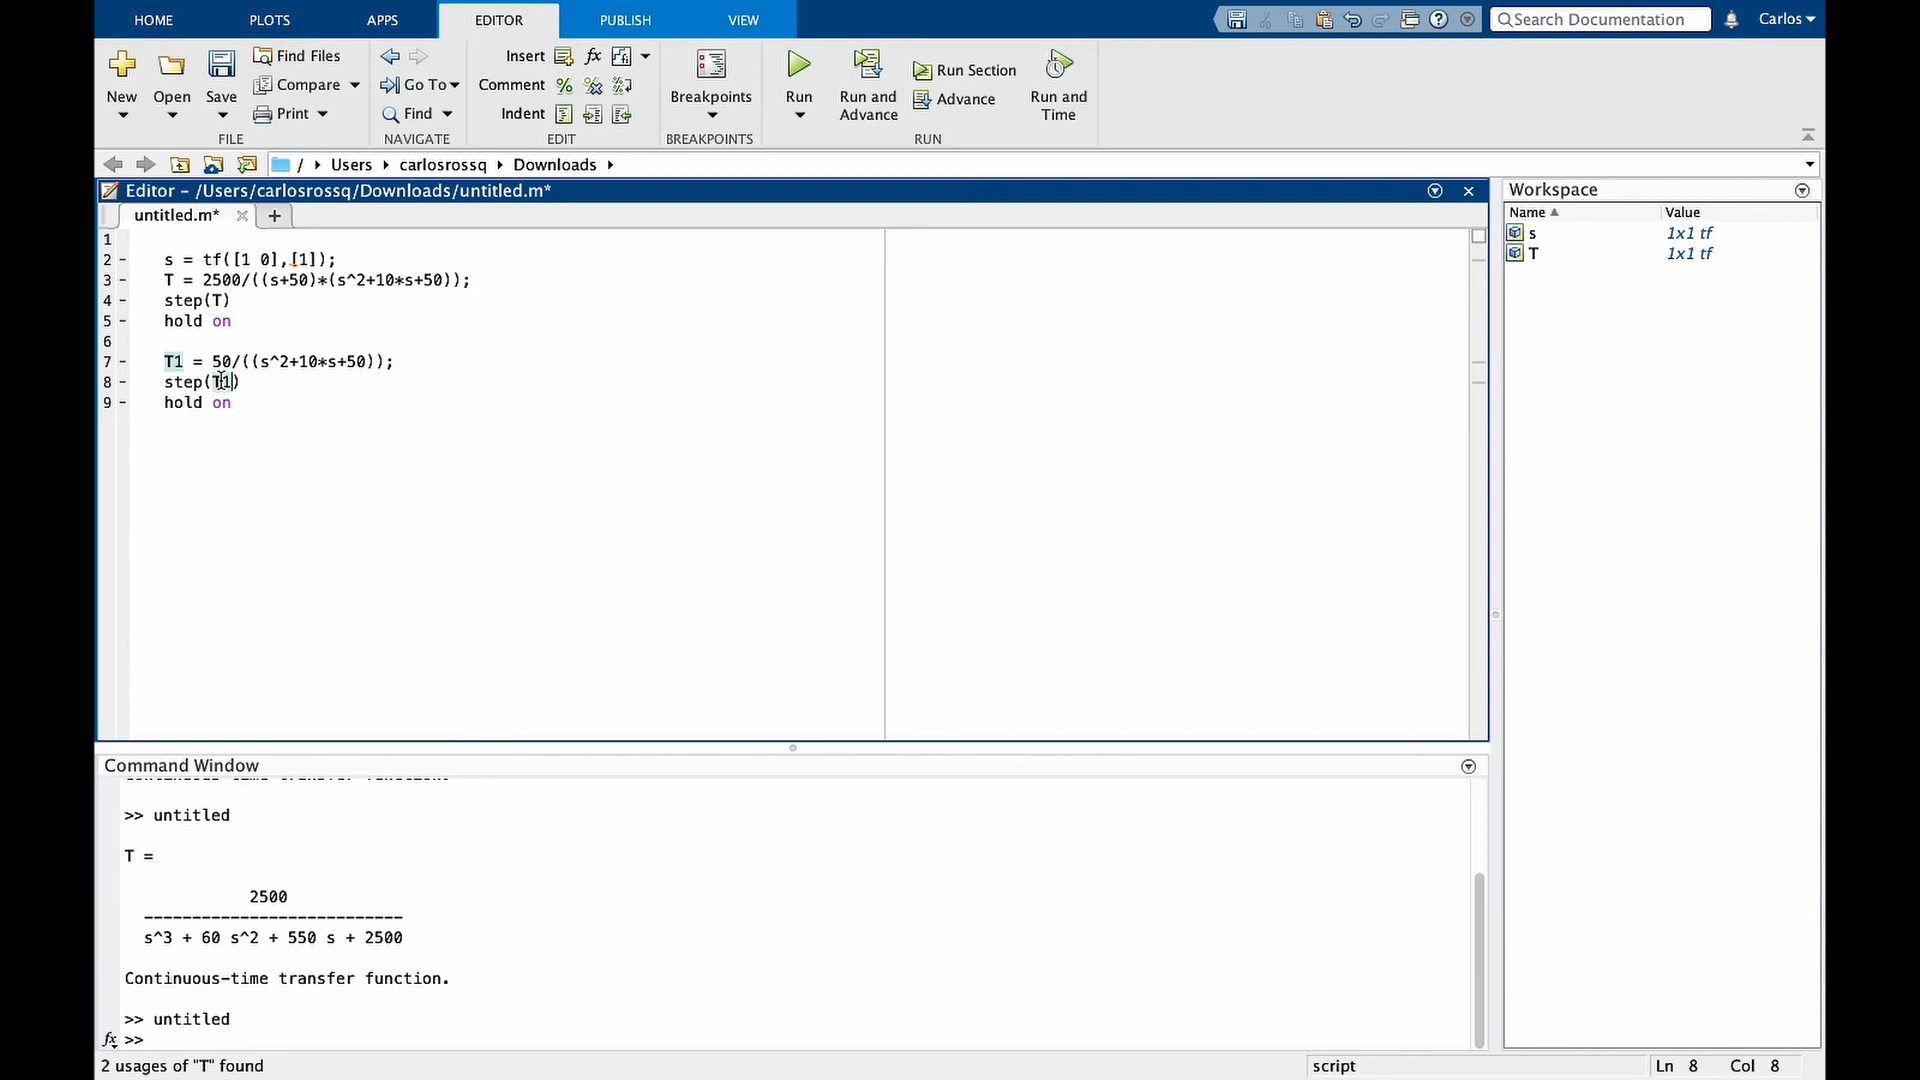 HOME PLOTS APPS EDITOR PUBLISH VIEW Search Documentation Carlos
New Open Save Find Files Compare Print
FILE
Go To Find
NAVIGATE
Insert fx
Comment % %
Indent
EDIT
Breakpoints
BREAKPOINTS
Run Run and Advance Run Section Advance Run and Time
RUN
/ Users carlosrossq Downloads
Editor - /Users/carlosrossq/Downloads/untitled.m*
untitled.m* +
1
2 - s = tf([1 0],[1]);
3 - T = 2500/((s+50)*(s^2+10*s+50));
4 - step(T)
5 - hold on
6
7 - T1 = 50/((s^2+10*s+50));
8 - step(T1)
9 - hold on
Workspace
Name Value
s 1x1 tf
T 1x1 tf
Command Window
>> untitled
T =
2500
--------------------------
s^3 + 60 s^2 + 550 s + 2500
Continuous-time transfer function.
>> untitled
fx >>
2 usages of "T" found script Ln 8 Col 8